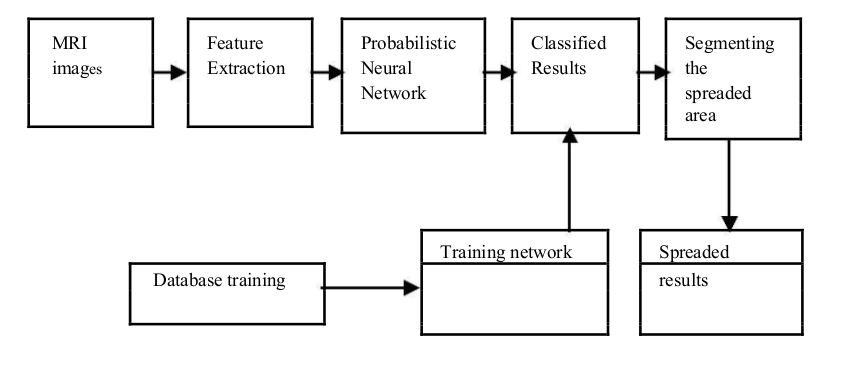 MRI
images
Feature
Extraction
Probabilistic
Neural
Network
Classified
Results
Segmenting
the
spreaded
area
Database training
Training network
Spreaded
results